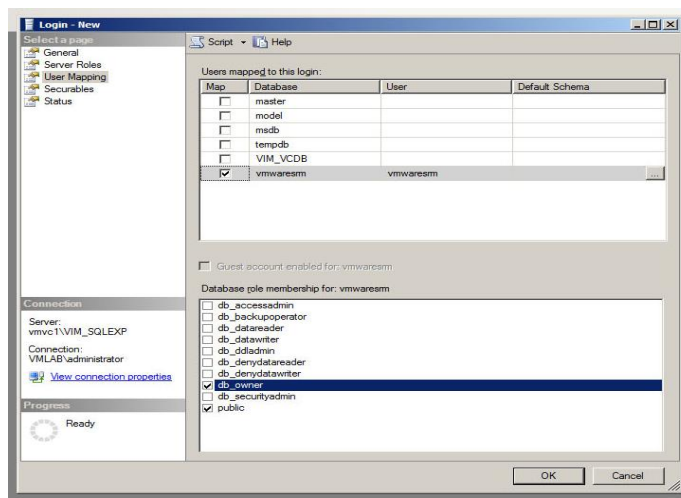 Login - New
Select a page
General
Server Roles
User Mapping
Securables
Status
Script Help
Users mapped to this login:
Map Database User Default Schema
master
model
msdb
tempdb
VIM_VCDB
vmwaresrm vmwaresrm ...
Guest account enabled for: vmwaresrm
Database role membership for: vmwaresrm
db_accessadmin
db_backupoperator
db_datareader
db_datawriter
db_ddladmin
db_denydatareader
db_denydatawriter
db_owner
db_securityadmin
public
Connection
Server:
vmvc1\VIM_SQLEXP
Connection:
VMLAB\administrator
View connection properties
Progress
Ready
OK Cancel